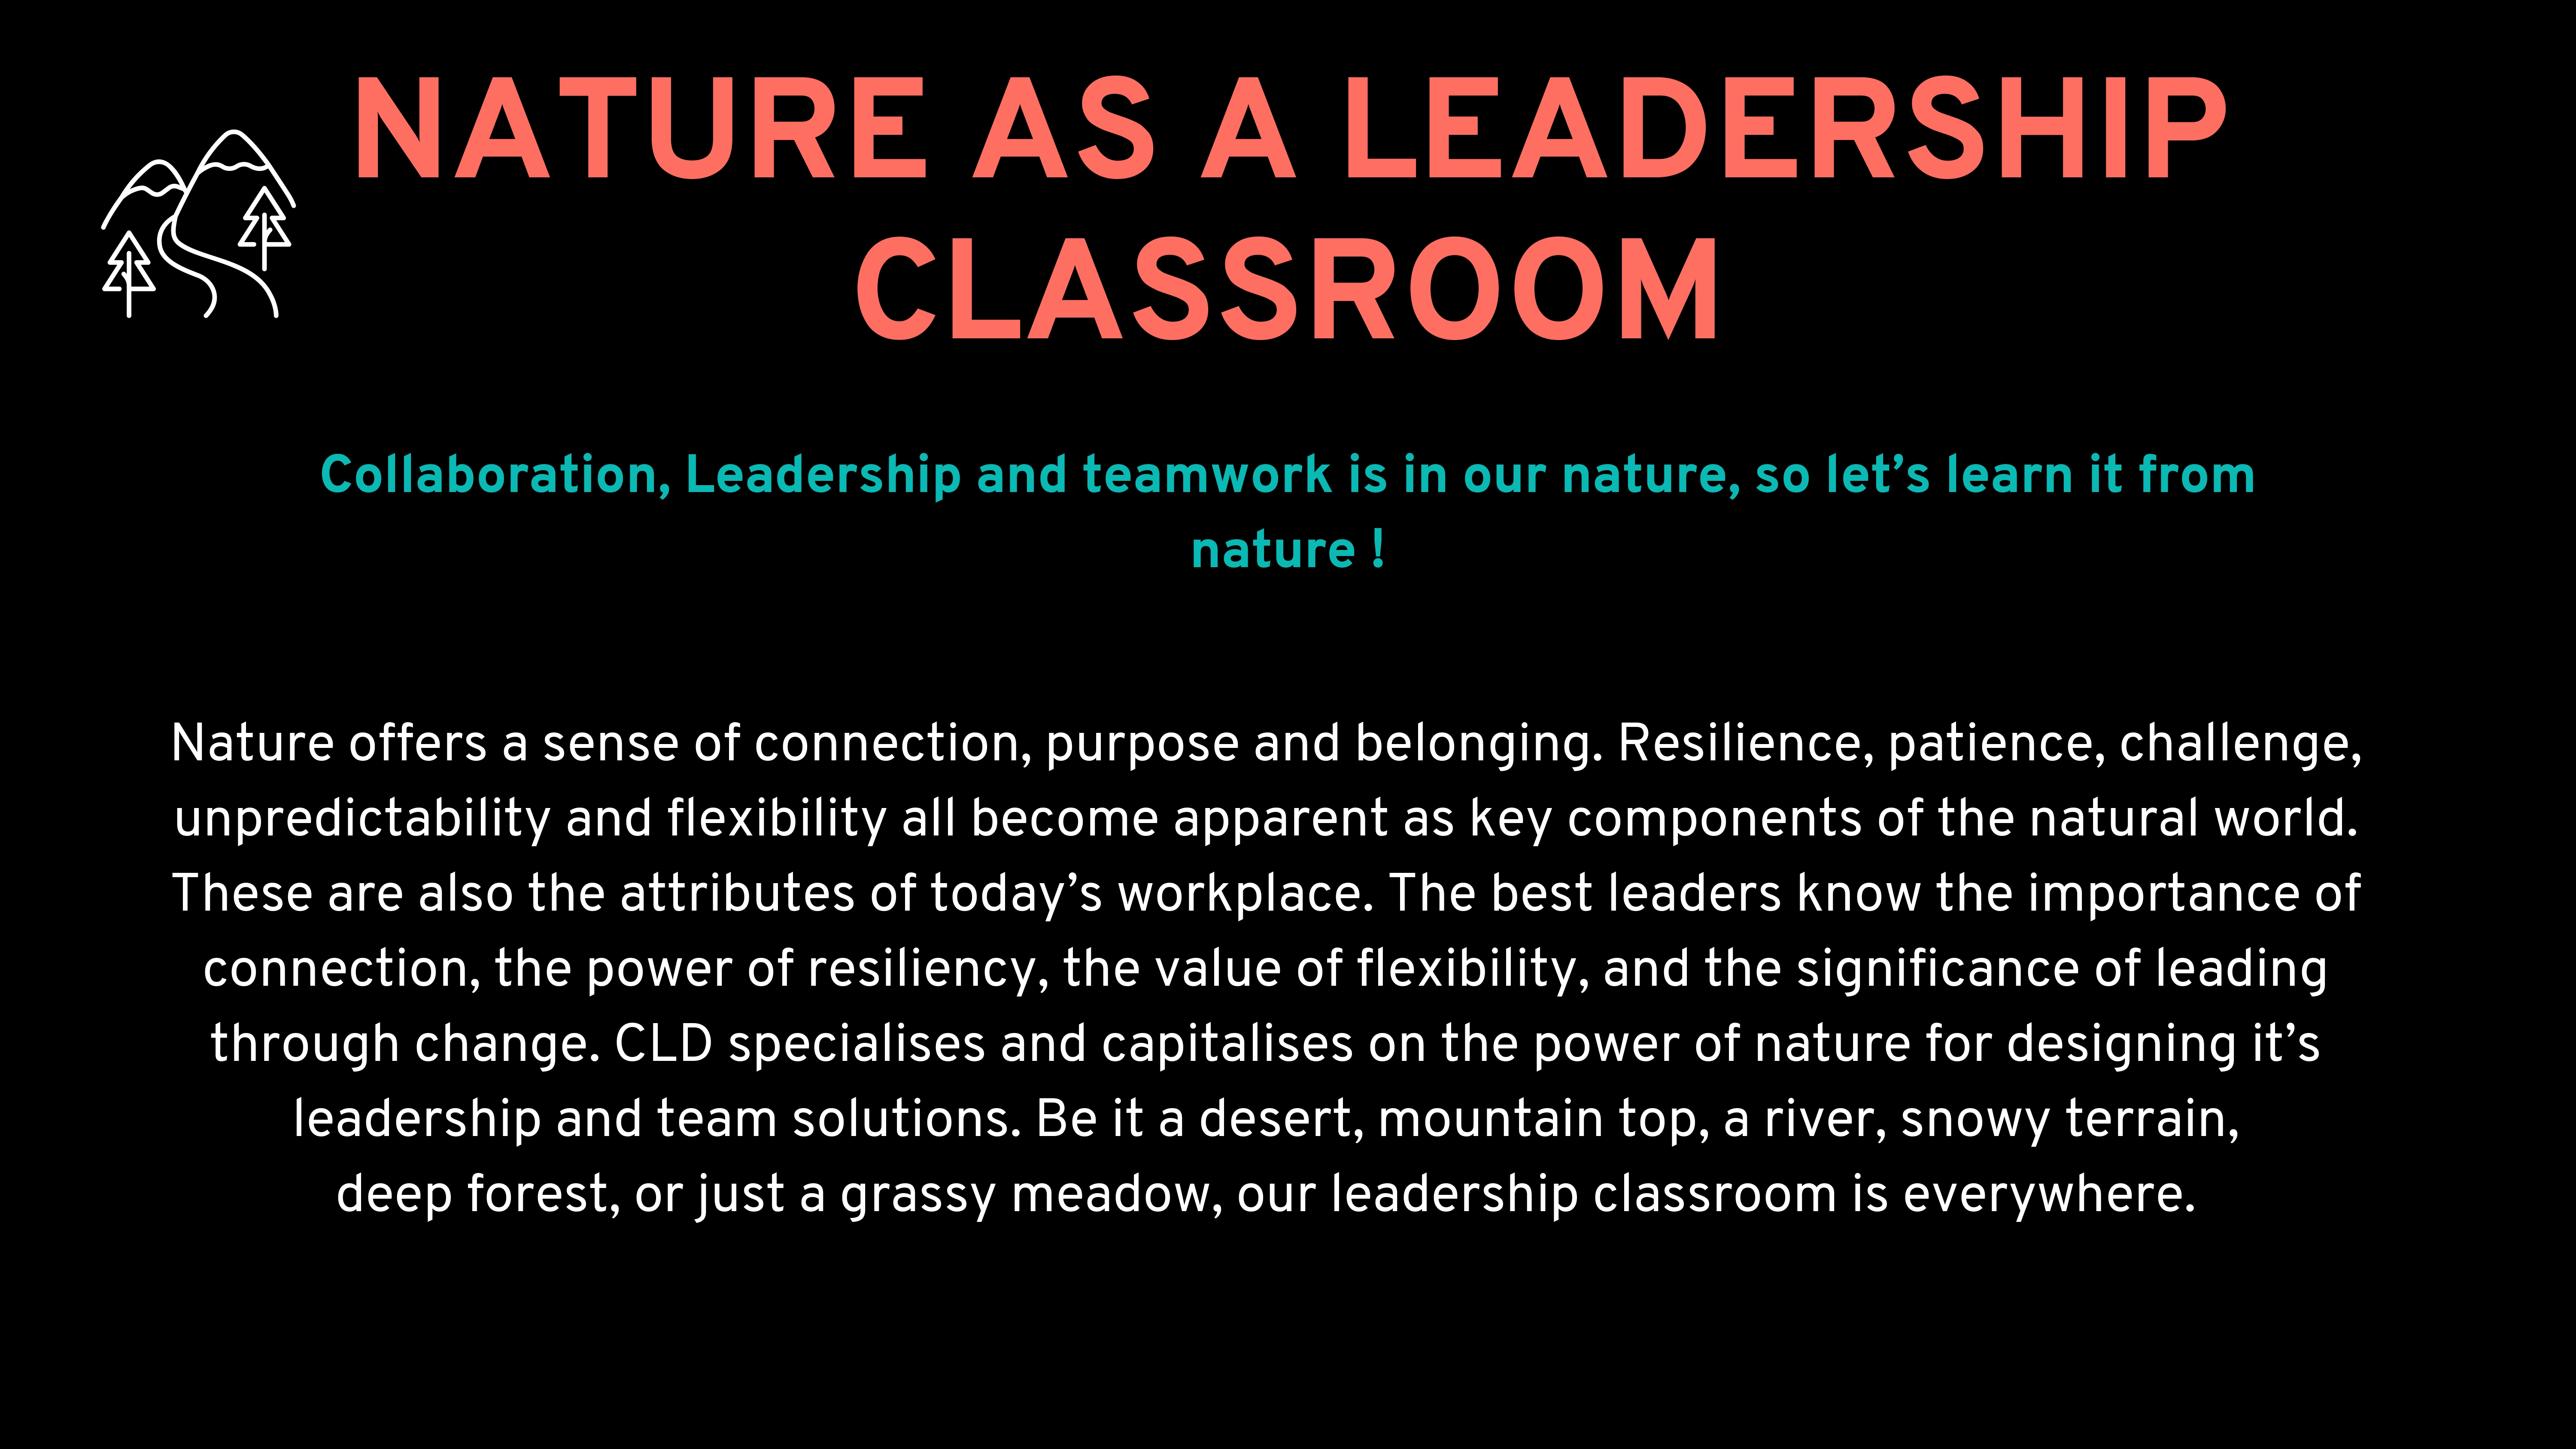 NATURE AS A LEADERSHIP
CLASSROOM
Collaboration, Leadership and teamwork is in our nature, so let’s learn it from
nature !
Nature offers a sense of connection, purpose and belonging. Resilience, patience, challenge,
unpredictability and flexibility all become apparent as key components of the natural world.
These are also the attributes of today’s workplace. The best leaders know the importance of
connection, the power of resiliency, the value of flexibility, and the significance of leading
through change. CLD specialises and capitalises on the power of nature for designing it’s
leadership and team solutions. Be it a desert, mountain top, a river, snowy terrain,
deep forest, or just a grassy meadow, our leadership classroom is everywhere.